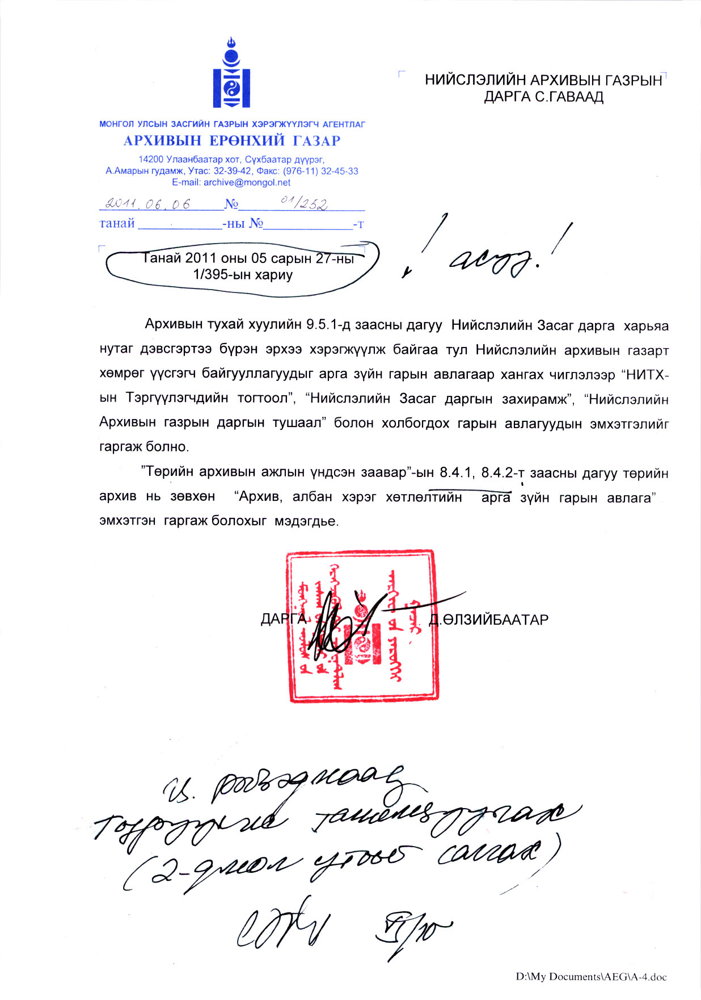 МОНГОЛ УЛСЫН ЗАСГИЙН ГАЗРЫН ХЭРЭГЖҮҮЛЭГЧ АГЕНТЛАГ
АРХИВЫН ЕРӨНХИЙ ГАЗАР
14200 Улаанбаатар хот, Сүхбаатар дүүрэг,
А.Амарын гудамж, Утас: 32-39-42, Факс: (976-11) 32-45-33
E-mail: archive@mongol.net
2011.06.06 № 01/252
танай ____________-ны №____________-т
НИЙСЛЭЛИЙН АРХИВЫН ГАЗРЫН
ДАРГА С.ГАВААД
Танай 2011 оны 05 сарын 27-ны
1/395-ын хариу
! асуу!
Архивын тухай хуулийн 9.5.1-д заасны дагуу Нийслэлийн Засаг дарга харьяа
нутаг дэвсгэртээ бүрэн эрхээ хэрэгжүүлж байгаа тул Нийслэлийн архивын газарт
хөмрөг үүсгэгч байгууллагуудыг арга зүйн гарын авлагаар хангах чиглэлээр “НИТХ-
ын Тэргүүлэгчдийн тогтоол”, “Нийслэлийн Засаг даргын захирамж”, “Нийслэлийн
Архивын газрын даргын тушаал” болон холбогдох гарын авлагуудын эмхэтгэлийг
гаргаж болно.
”Төрийн архивын ажлын үндсэн заавар”-ын 8.4.1, 8.4.2-т заасны дагуу төрийн
архив нь зөвхөн “Архив, албан хэрэг хөтлөлтийн арга зүйн гарын авлага”
эмхэтгэн гаргаж болохыг мэдэгдье.
ДАРГА Д.ӨЛЗИЙБААТАР
D:\My Documents\AEG\A-4.doc